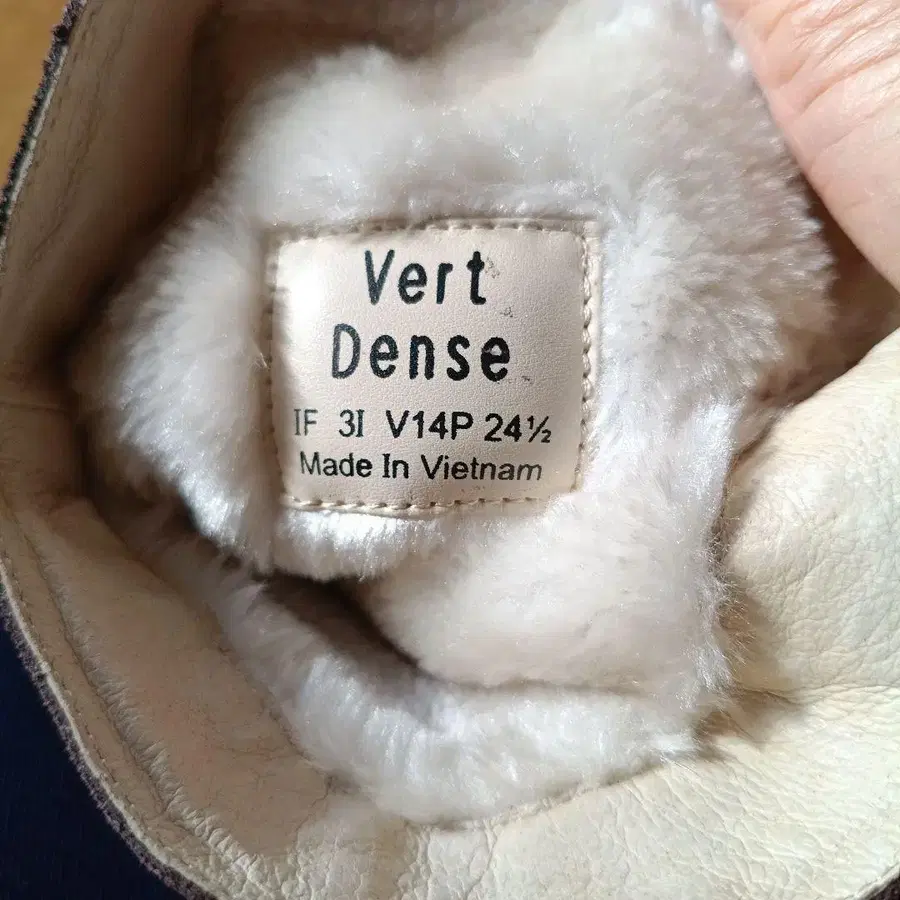 Vert
Dense
IF 3I V14P 24½
Made In Vietnam